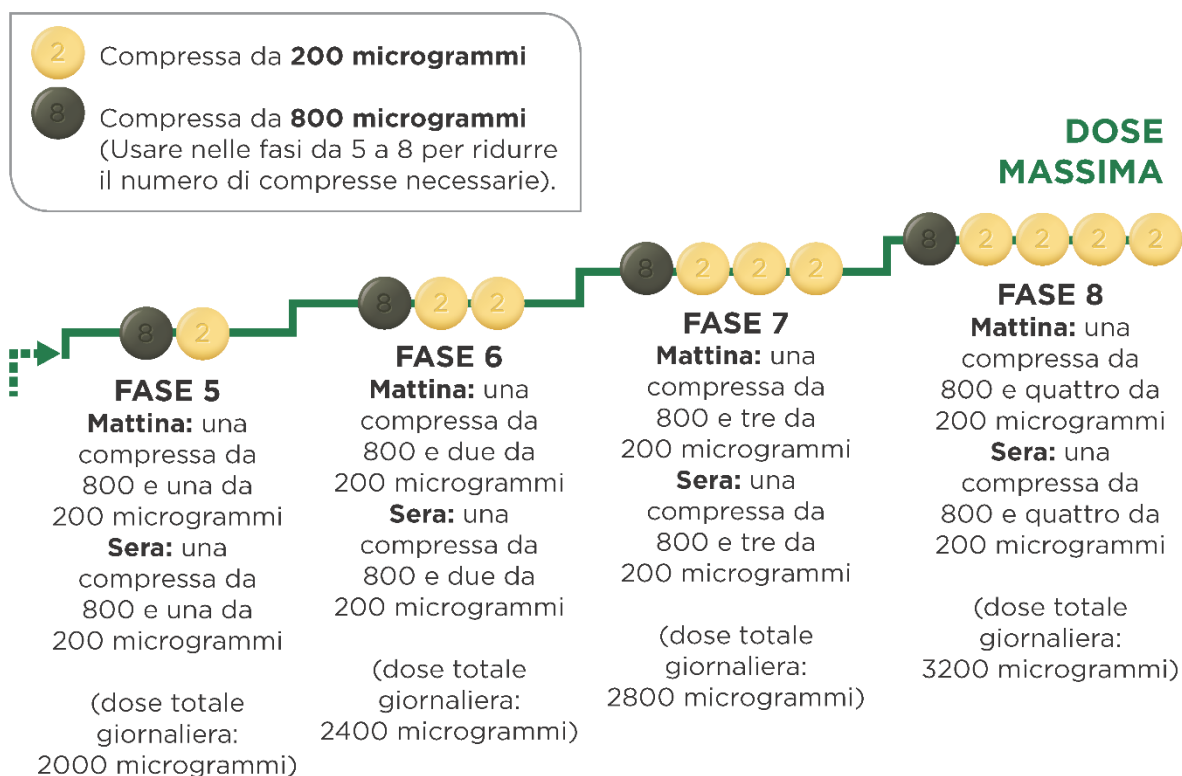 2
Compressa da 200 microgrammi
8
Compressa da 800 microgrammi
(Usare nelle fasi da 5 a 8 per ridurre
il numero di compresse necessarie).
DOSE
MASSIMA
8 2
FASE 5
Mattina: una
compressa da
800 e una da
200 microgrammi
Sera: una
compressa da
800 e una da
200 microgrammi
(dose totale
giornaliera:
2000 microgrammi)
8 2 2
FASE 6
Mattina: una
compressa da
800 e due da
200 microgrammi
Sera: una
compressa da
800 e due da
200 microgrammi
(dose totale
giornaliera:
2400 microgrammi)
8 2 2 2
FASE 7
Mattina: una
compressa da
800 e tre da
200 microgrammi
Sera: una
compressa da
800 e tre da
200 microgrammi
(dose totale
giornaliera:
2800 microgrammi)
8 2 2 2 2
FASE 8
Mattina: una
compressa da
800 e quattro da
200 microgrammi
Sera: una
compressa da
800 e quattro da
200 microgrammi
(dose totale
giornaliera:
3200 microgrammi)